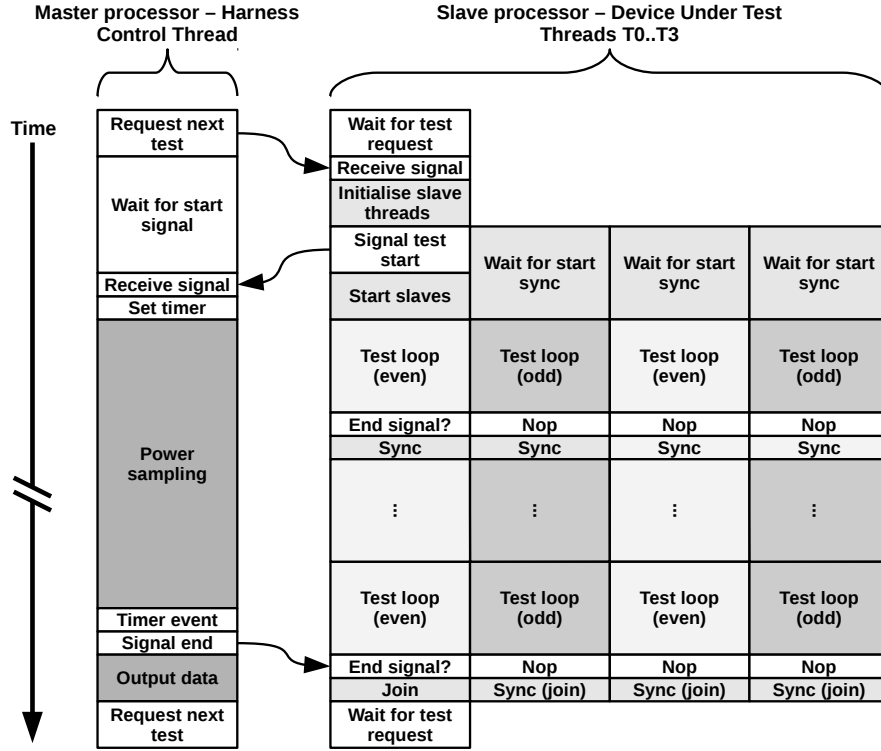 Master processor – Harness
Control Thread
Slave processor – Device Under Test
Threads T0..T3
Time
Request next
test
Wait for test
request
Receive signal
Initialise slave
threads
Wait for start
signal
Signal test
start
Wait for start
sync
Wait for start
sync
Wait for start
sync
Receive signal
Start slaves
Set timer
Test loop
(even)
Test loop
(odd)
Test loop
(even)
Test loop
(odd)
End signal?
Nop
Nop
Nop
Sync
Sync
Sync
Sync
Power
sampling
...
...
...
...
Test loop
(even)
Test loop
(odd)
Test loop
(even)
Test loop
(odd)
Timer event
Signal end
End signal?
Nop
Nop
Nop
Output data
Join
Sync (join)
Sync (join)
Sync (join)
Request next
test
Wait for test
request